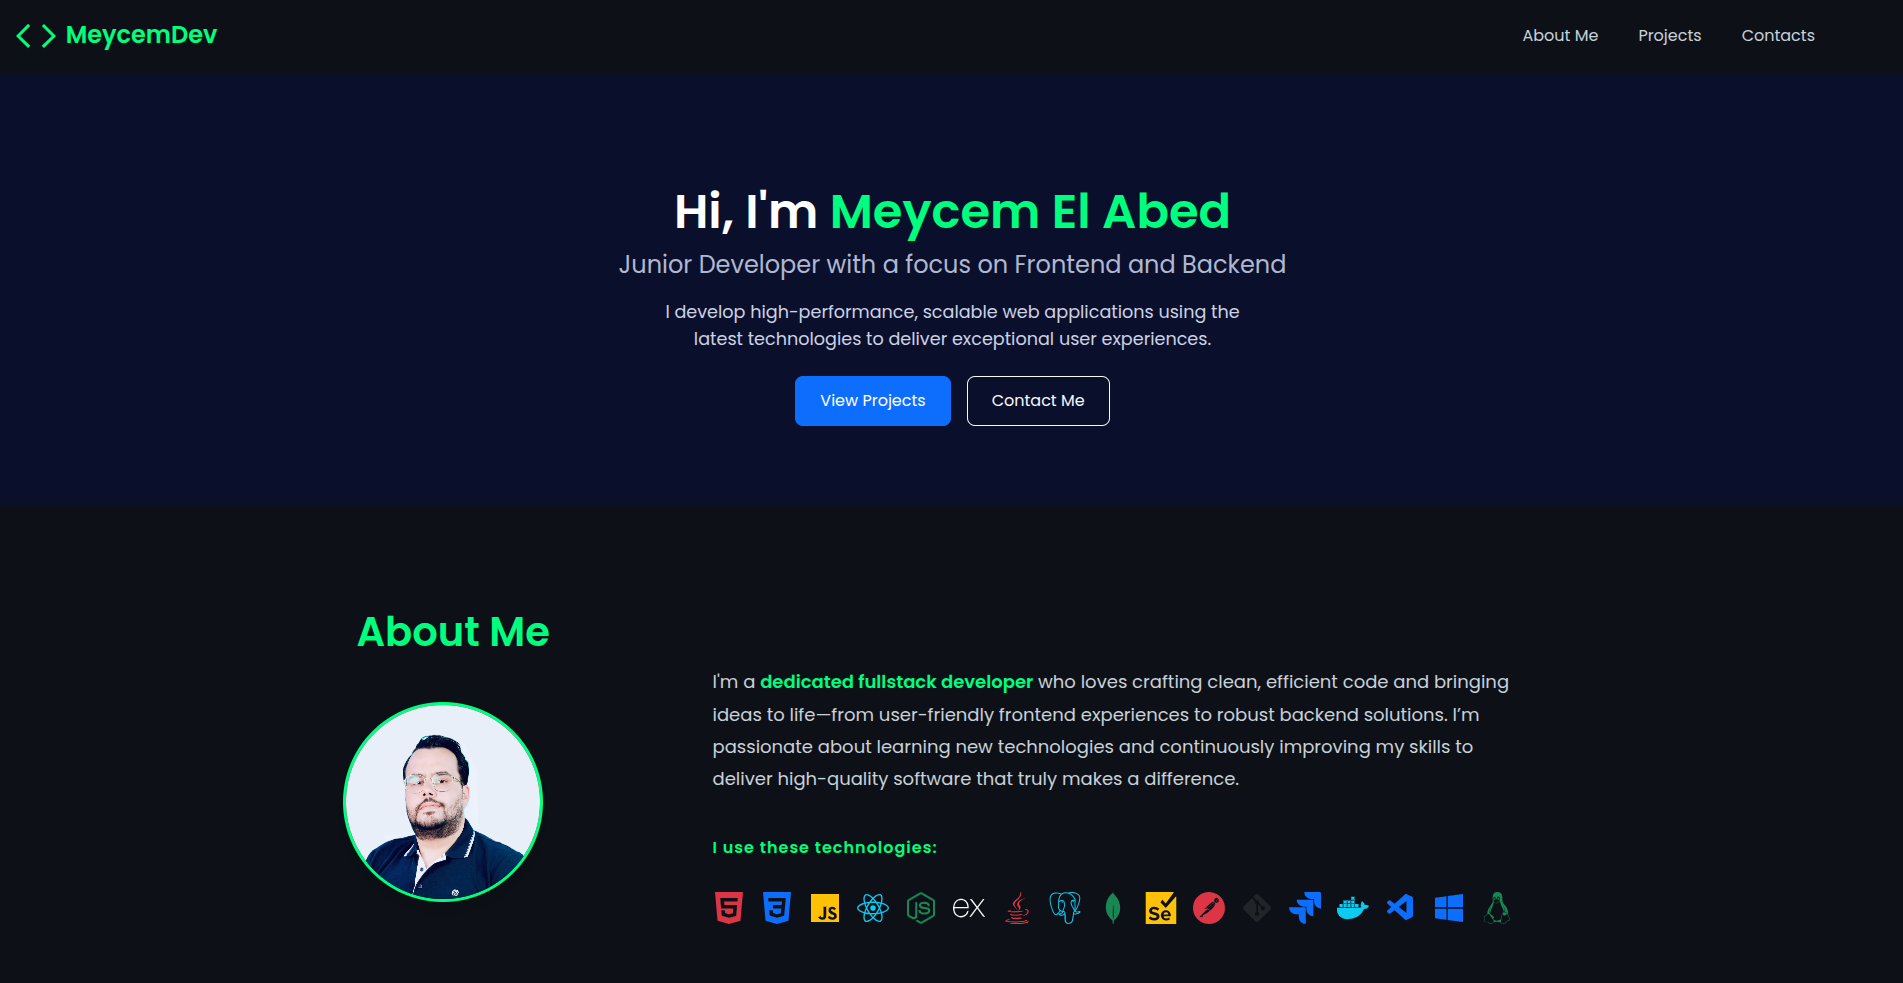 MeycemDev
About Me
Projects
Contacts
Hi, I'm Meycem El Abed
Junior Developer with a focus on Frontend and Backend
I develop high-performance, scalable web applications using the
latest technologies to deliver exceptional user experiences.
View Projects
Contact Me
About Me
I'm a dedicated fullstack developer who loves crafting clean, efficient code and bringing
ideas to life—from user-friendly frontend experiences to robust backend solutions. I’m
passionate about learning new technologies and continuously improving my skills to
deliver high-quality software that truly makes a difference.
I use these technologies:
JS
JS
ex
Se